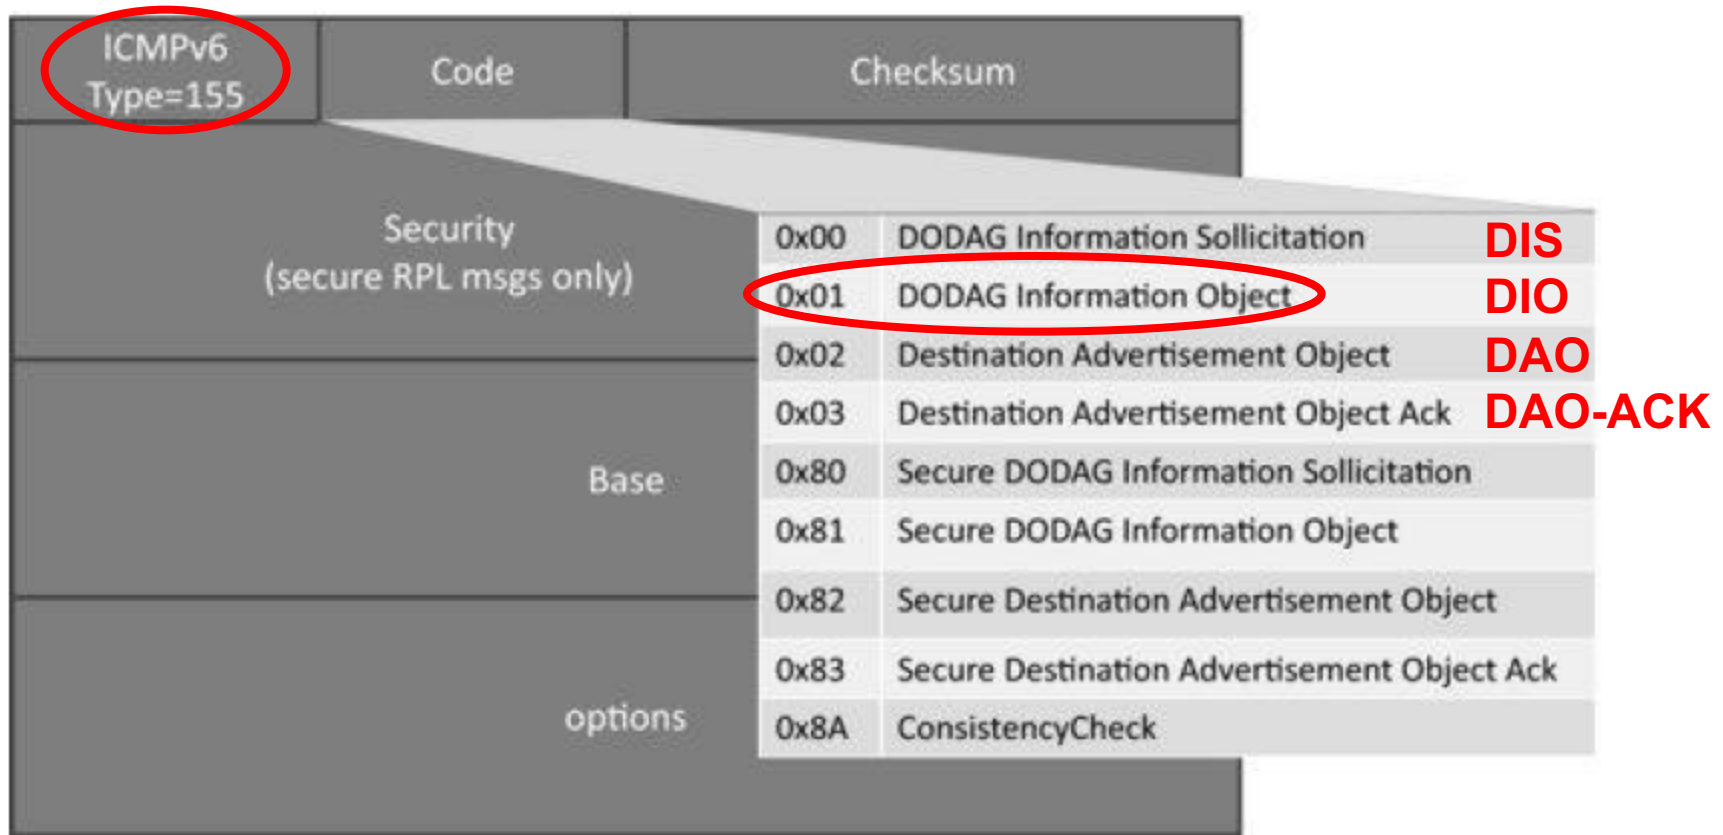 ICMPv6
Type=155
Code
Checksum
Security
(secure RPL msgs only)
Base
options
0x00 DODAG Information Sollicitation DIS
0x01 DODAG Information Object DIO
0x02 Destination Advertisement Object DAO
0x03 Destination Advertisement Object Ack DAO-ACK
0x80 Secure DODAG Information Sollicitation
0x81 Secure DODAG Information Object
0x82 Secure Destination Advertisement Object
0x83 Secure Destination Advertisement Object Ack
0x8A ConsistencyCheck